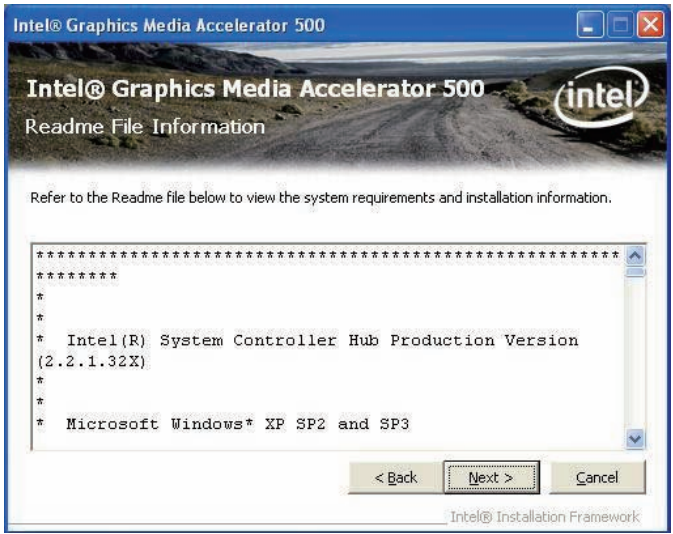 Intel® Graphics Media Accelerator 500
Intel® Graphics Media Accelerator 500
intel
Readme File Information
Refer to the Readme file below to view the system requirements and installation information.
********************************************************
********
*
*
* Intel(R) System Controller Hub Production Version
(2.2.1.32X)
*
*
* Microsoft Windows* XP SP2 and SP3
< Back
Next >
Cancel
Intel® Installation Framework